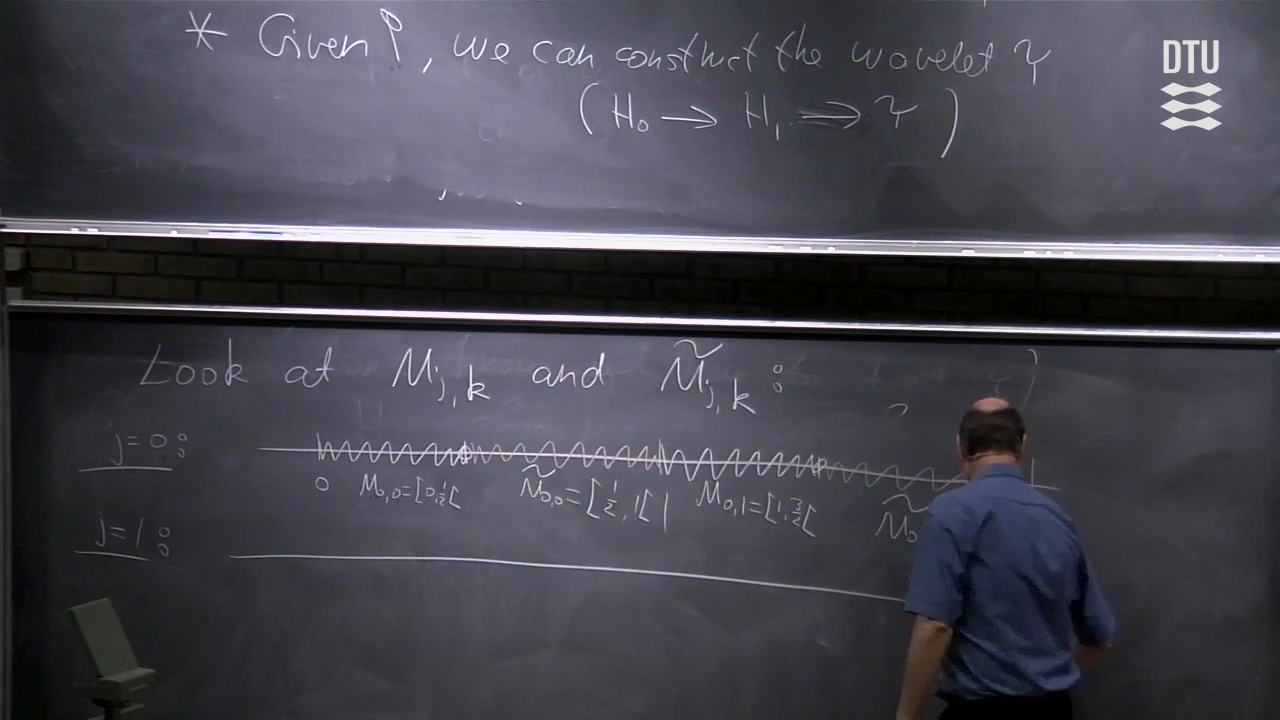 * Given φ, we can construct the wavelet ψ
(H₀ → H₁ ⇒ ψ)
DTU
Look at M_{j,k} and M̃_{j,k} :
j=0 :
0 M_{0,0}=[0,½[ M̃_{0,0}=[½,1[ 1 M_{0,1}=[1,3/2[ M̃₀
j=1 :